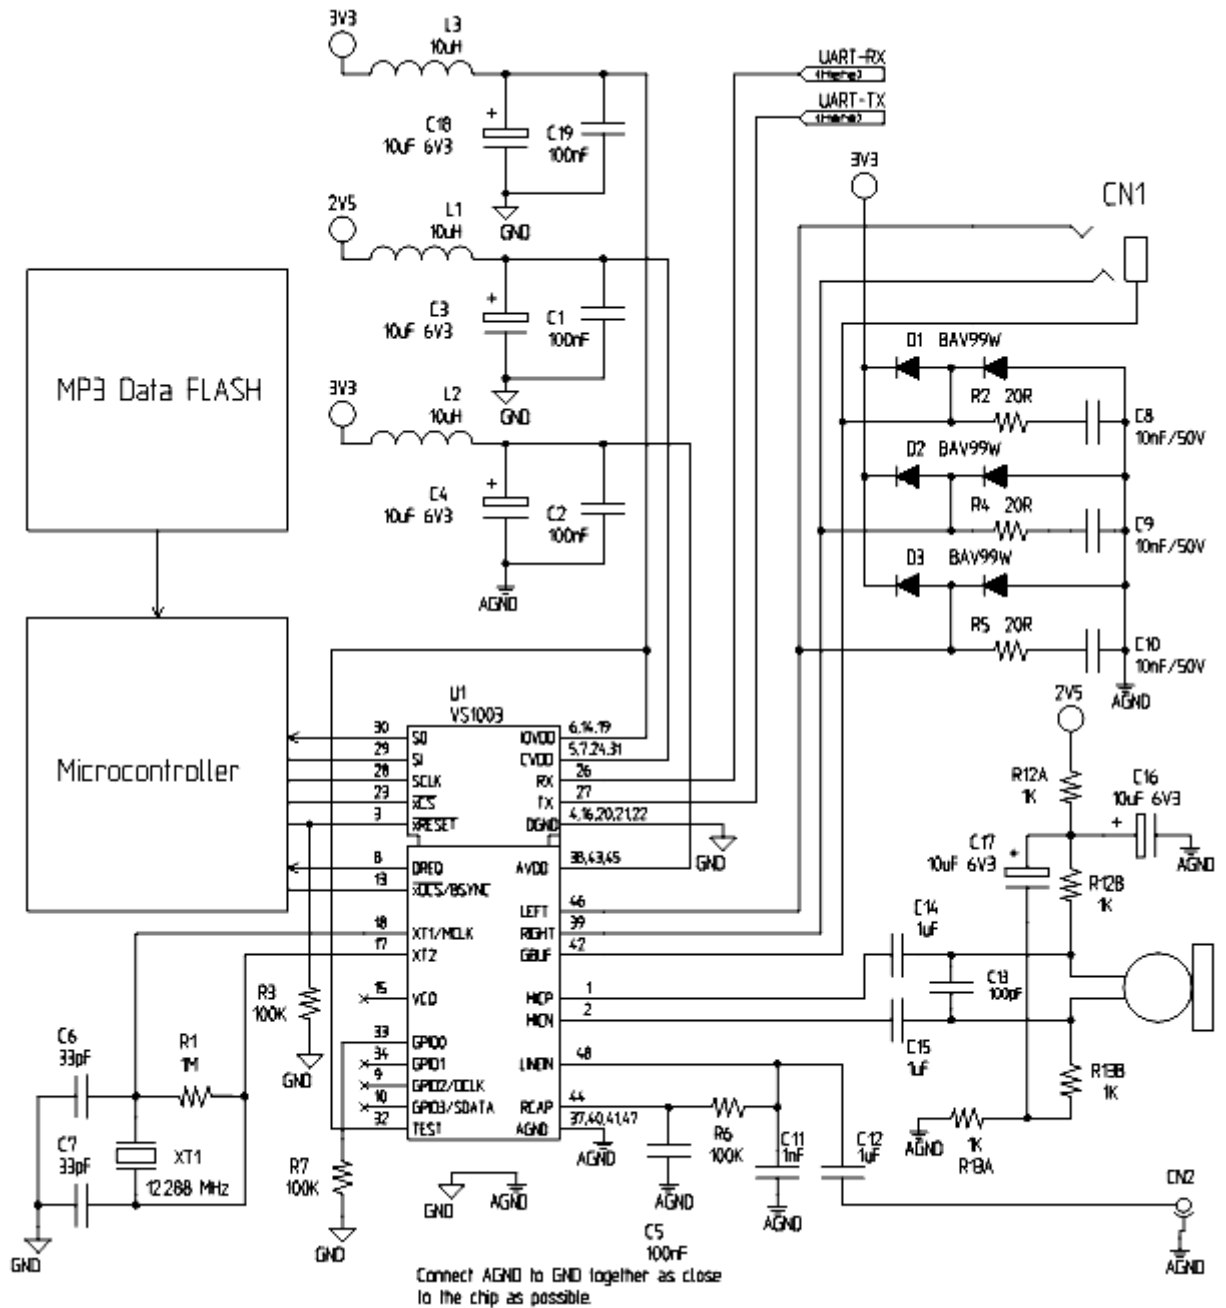 3V3
L3
10uH
C18
10uF 6V3
C19
100nF
GND
UART-RX
UART-TX
2V5
L1
10uH
C3
10uF 6V3
C1
100nF
GND
3V3
L2
10uH
C4
10uF 6V3
C2
100nF
AGND
MP3 Data FLASH
Microcontroller
3V3
CN1
D1 BAV99W
R2 20R
C8
10nF/50V
D2 BAV99W
R4 20R
C9
10nF/50V
D3 BAV99W
R5 20R
C10
10nF/50V
AGND
U1
VS1003
30 SO
29 SI
28 SCLK
23 xCS
3 xRESET
8 DREQ
13 xDCS/BSYNC
18 XT1/MCLK
17 XT2
15 VCO
33 GPIO0
34 GPIO1
9 GPIO2/DCLK
10 GPIO3/SDATA
32 TEST
IOVDD 6,14,19
CVDD 5,7,24,31
RX 26
TX 27
DGND 4,16,20,21,22
GND
AVDD 38,43,45
LEFT 46
RIGHT 39
GBUF 42
MICP 1
MICN 2
LINEIN 48
RCAP 44
AGND 37,40,41,47
AGND
2V5
R12A
1K
C16
10uF 6V3
AGND
C17
10uF 6V3
R12B
1K
C14
1uF
C13
100pF
C15
1uF
R13B
1K
AGND
1K
R13A
R3
100K
GND
C6
33pF
R1
1M
C7
33pF
XT1
12.288 MHz
GND
R7
100K
GND
GND
AGND
C5
100nF
AGND
R6
100K
C11
1nF
AGND
C12
1uF
CN2
AGND
Connect AGND to GND together as close
to the chip as possible.